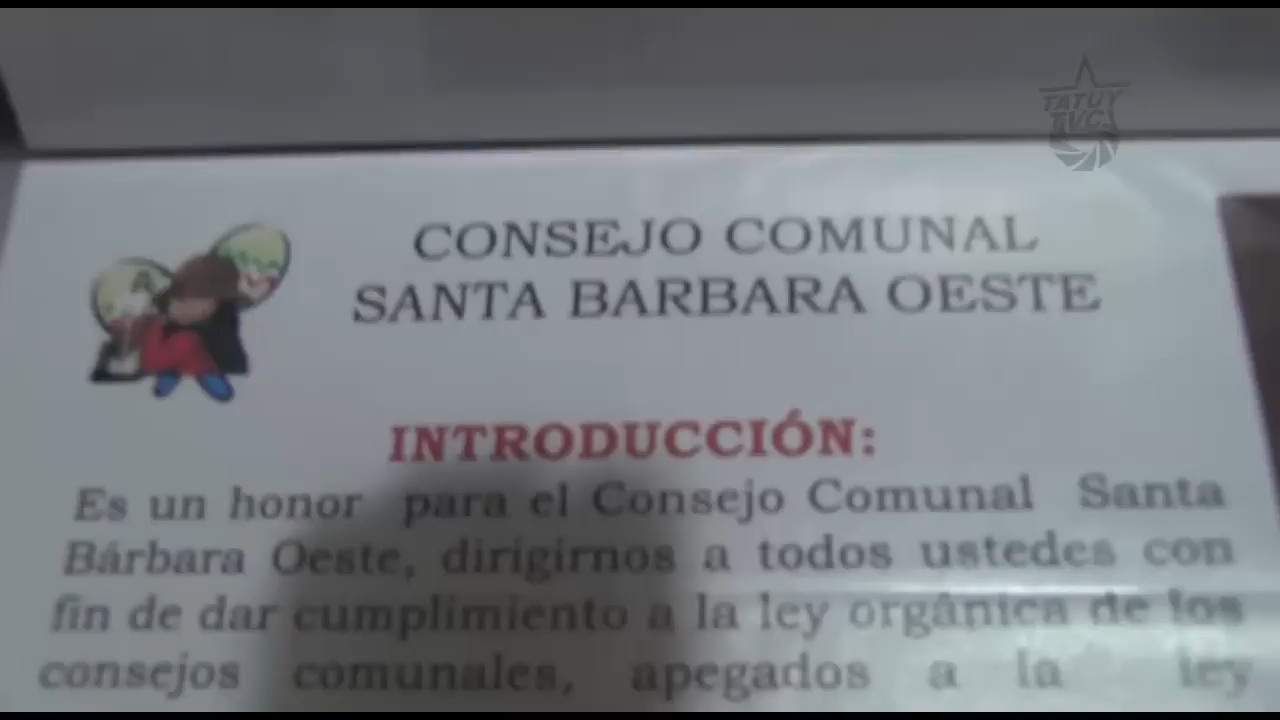 TATUY
TVC
CONSEJO COMUNAL
SANTA BARBARA OESTE
INTRODUCCIÓN:
Es un honor para el Consejo Comunal Santa
Bárbara Oeste, dirigirnos a todos ustedes con
fin de dar cumplimiento a la ley orgánica de los
consejos comunales, apegados a la ley